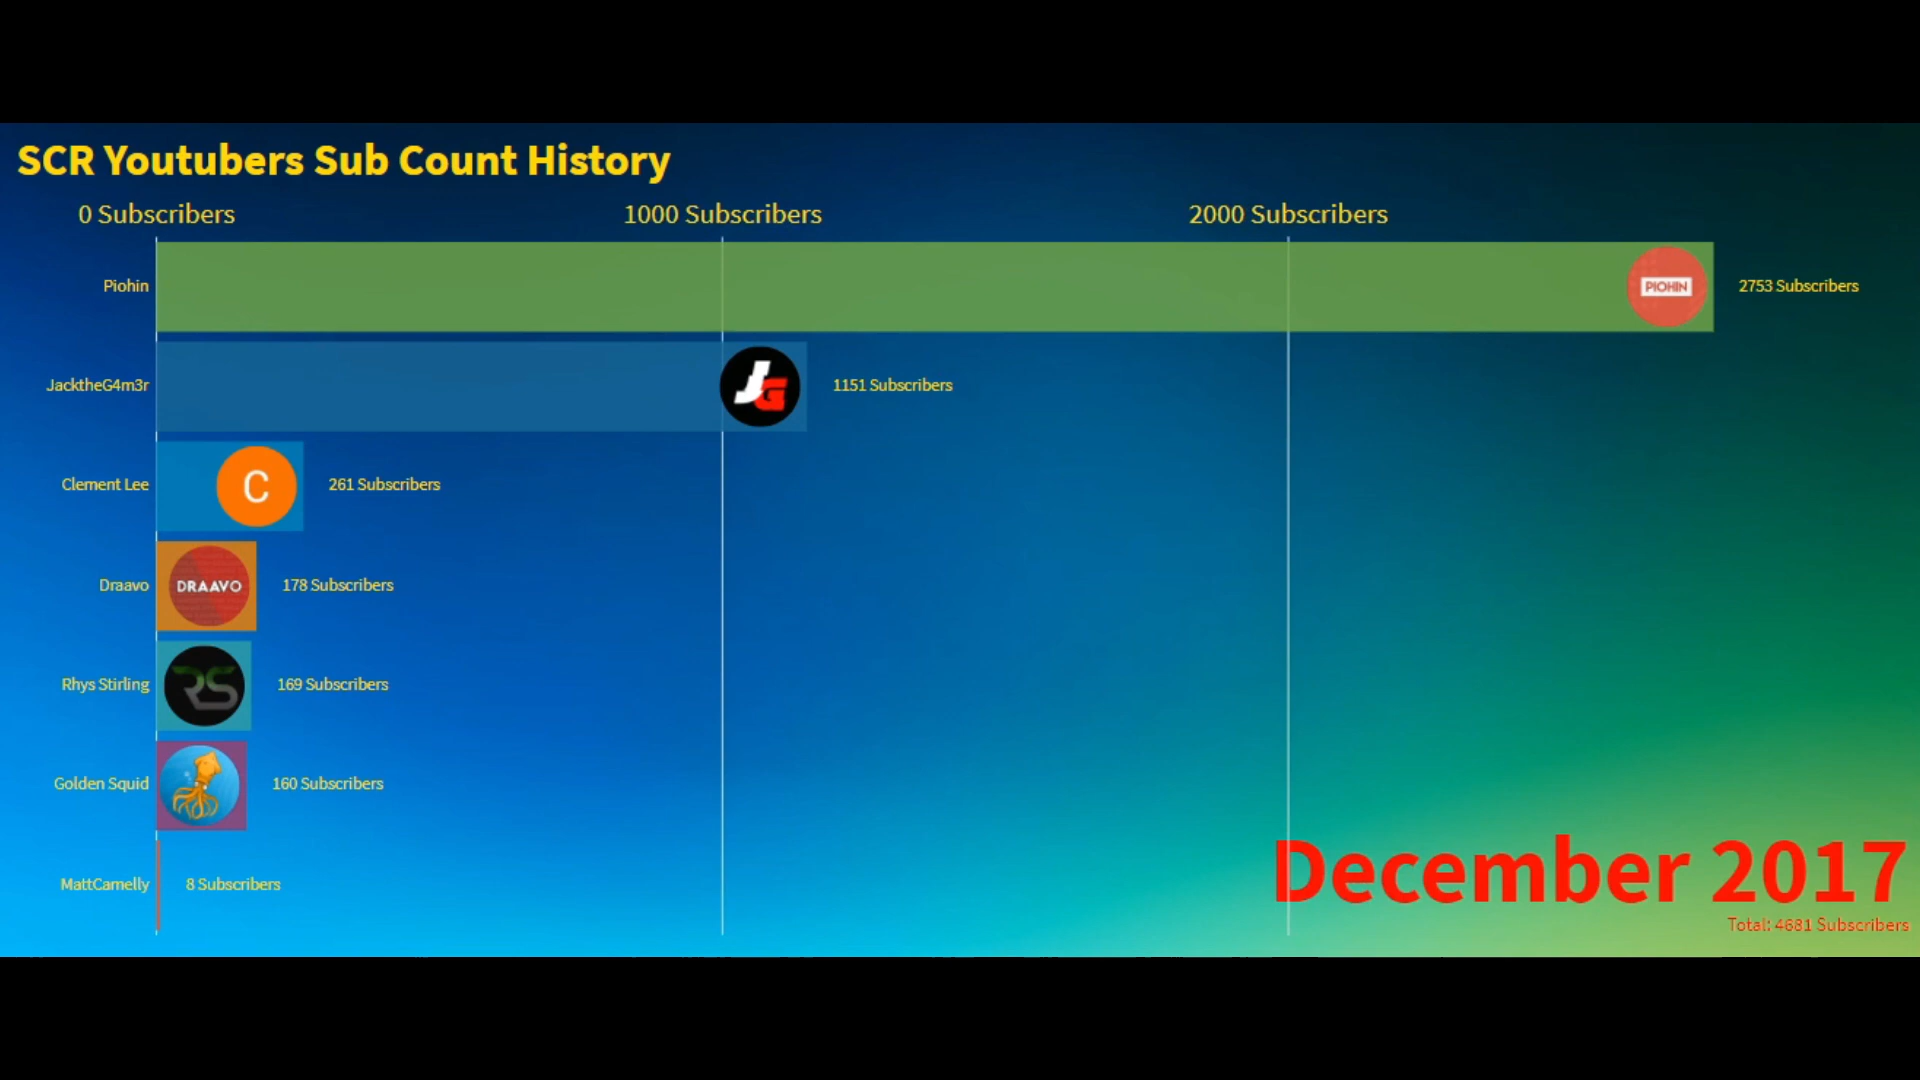 SCR Youtubers Sub Count History
0 Subscribers 1000 Subscribers 2000 Subscribers
Piohin PIOHIN 2753 Subscribers
JacktheG4m3r JG 1151 Subscribers
Clement Lee C 261 Subscribers
Draavo DRAAVO 178 Subscribers
Rhys Stirling RS 169 Subscribers
Golden Squid 160 Subscribers
MattCamelly 8 Subscribers
December 2017
Total: 4681 Subscribers